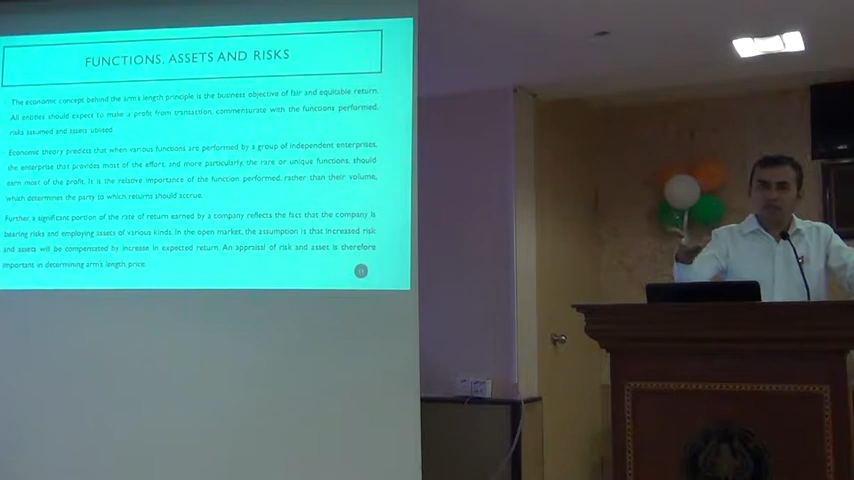 FUNCTIONS, ASSETS AND RISKS
The economic concept behind the arm's length principle is the business objective of fair and equitable return.
All entities should expect to make a profit from transaction, commensurate with the functions performed,
risks assumed and assets utilised
Economic theory predicts that when various functions are performed by a group of independent enterprises,
the enterprise that provides most of the effort, and more particularly, the rare or unique functions, should
earn most of the profit. It is the relative importance of the function performed, rather than their volume,
which determines the party to which returns should accrue.
Further a significant portion of the rate of return earned by a company reflects the fact that the company is
bearing risks and employing assets of various kinds. In the open market, the assumption is that increased risk
and assets will be compensated by increase in expected return. An appraisal of risk and asset is therefore
important in determining arm's length price.